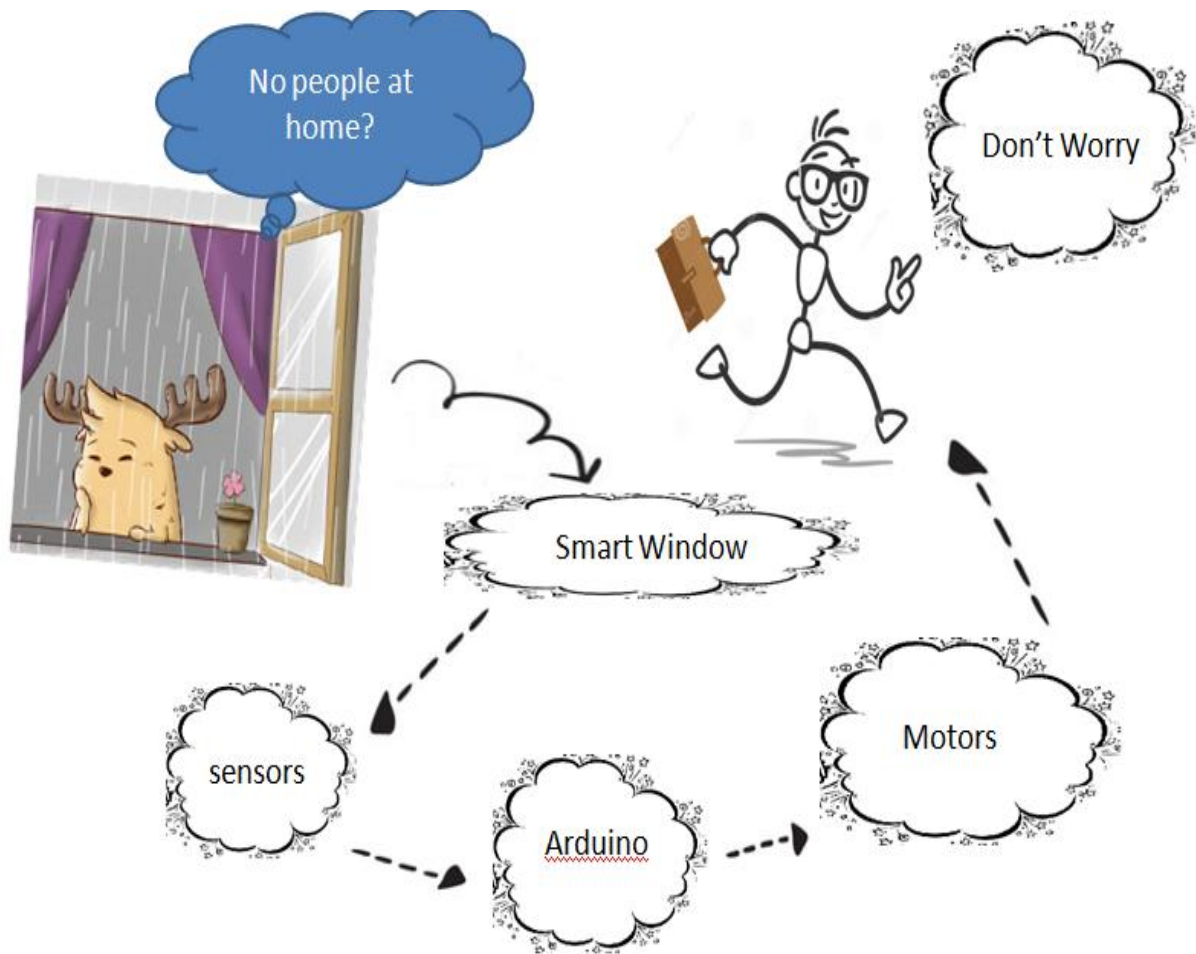 No people at
home?
Don't Worry
Smart Window
sensors
Arduino
Motors